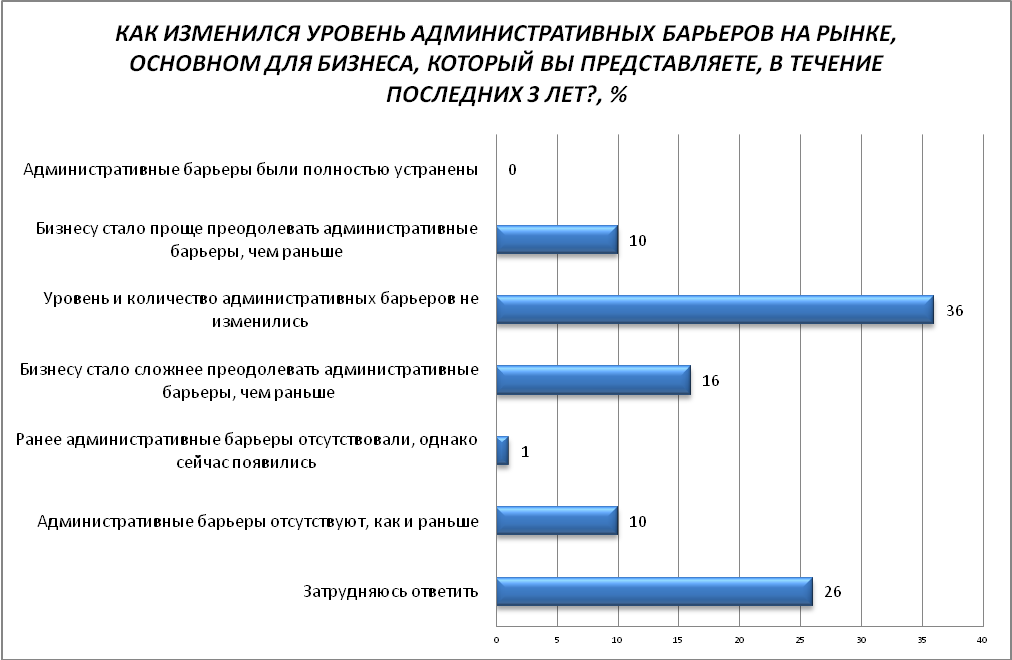 КАК ИЗМЕНИЛСЯ УРОВЕНЬ АДМИНИСТРАТИВНЫХ БАРЬЕРОВ НА РЫНКЕ,
ОСНОВНОМ ДЛЯ БИЗНЕСА, КОТОРЫЙ ВЫ ПРЕДСТАВЛЯЕТЕ, В ТЕЧЕНИЕ
ПОСЛЕДНИХ 3 ЛЕТ?, %
Административные барьеры были полностью устранены
0
Бизнесу стало проще преодолевать административные
барьеры, чем раньше
10
Уровень и количество административных барьеров не
изменились
36
Бизнесу стало сложнее преодолевать административные
барьеры, чем раньше
16
Ранее административные барьеры отсутствовали, однако
сейчас появились
1
Административные барьеры отсутствуют, как и раньше
10
Затрудняюсь ответить
26
0 5 10 15 20 25 30 35 40